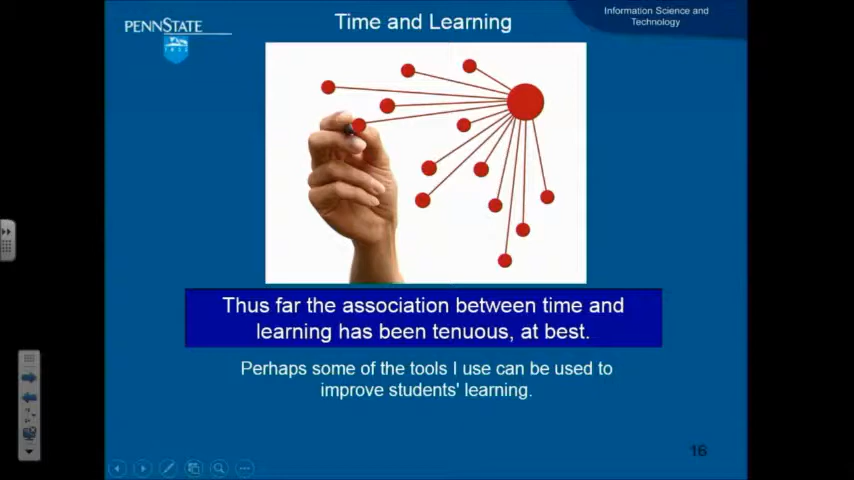 PENNSTATE
Time and Learning
Information Science and
Technology
Thus far the association between time and
learning has been tenuous, at best.
Perhaps some of the tools I use can be used to
improve students' learning.
16